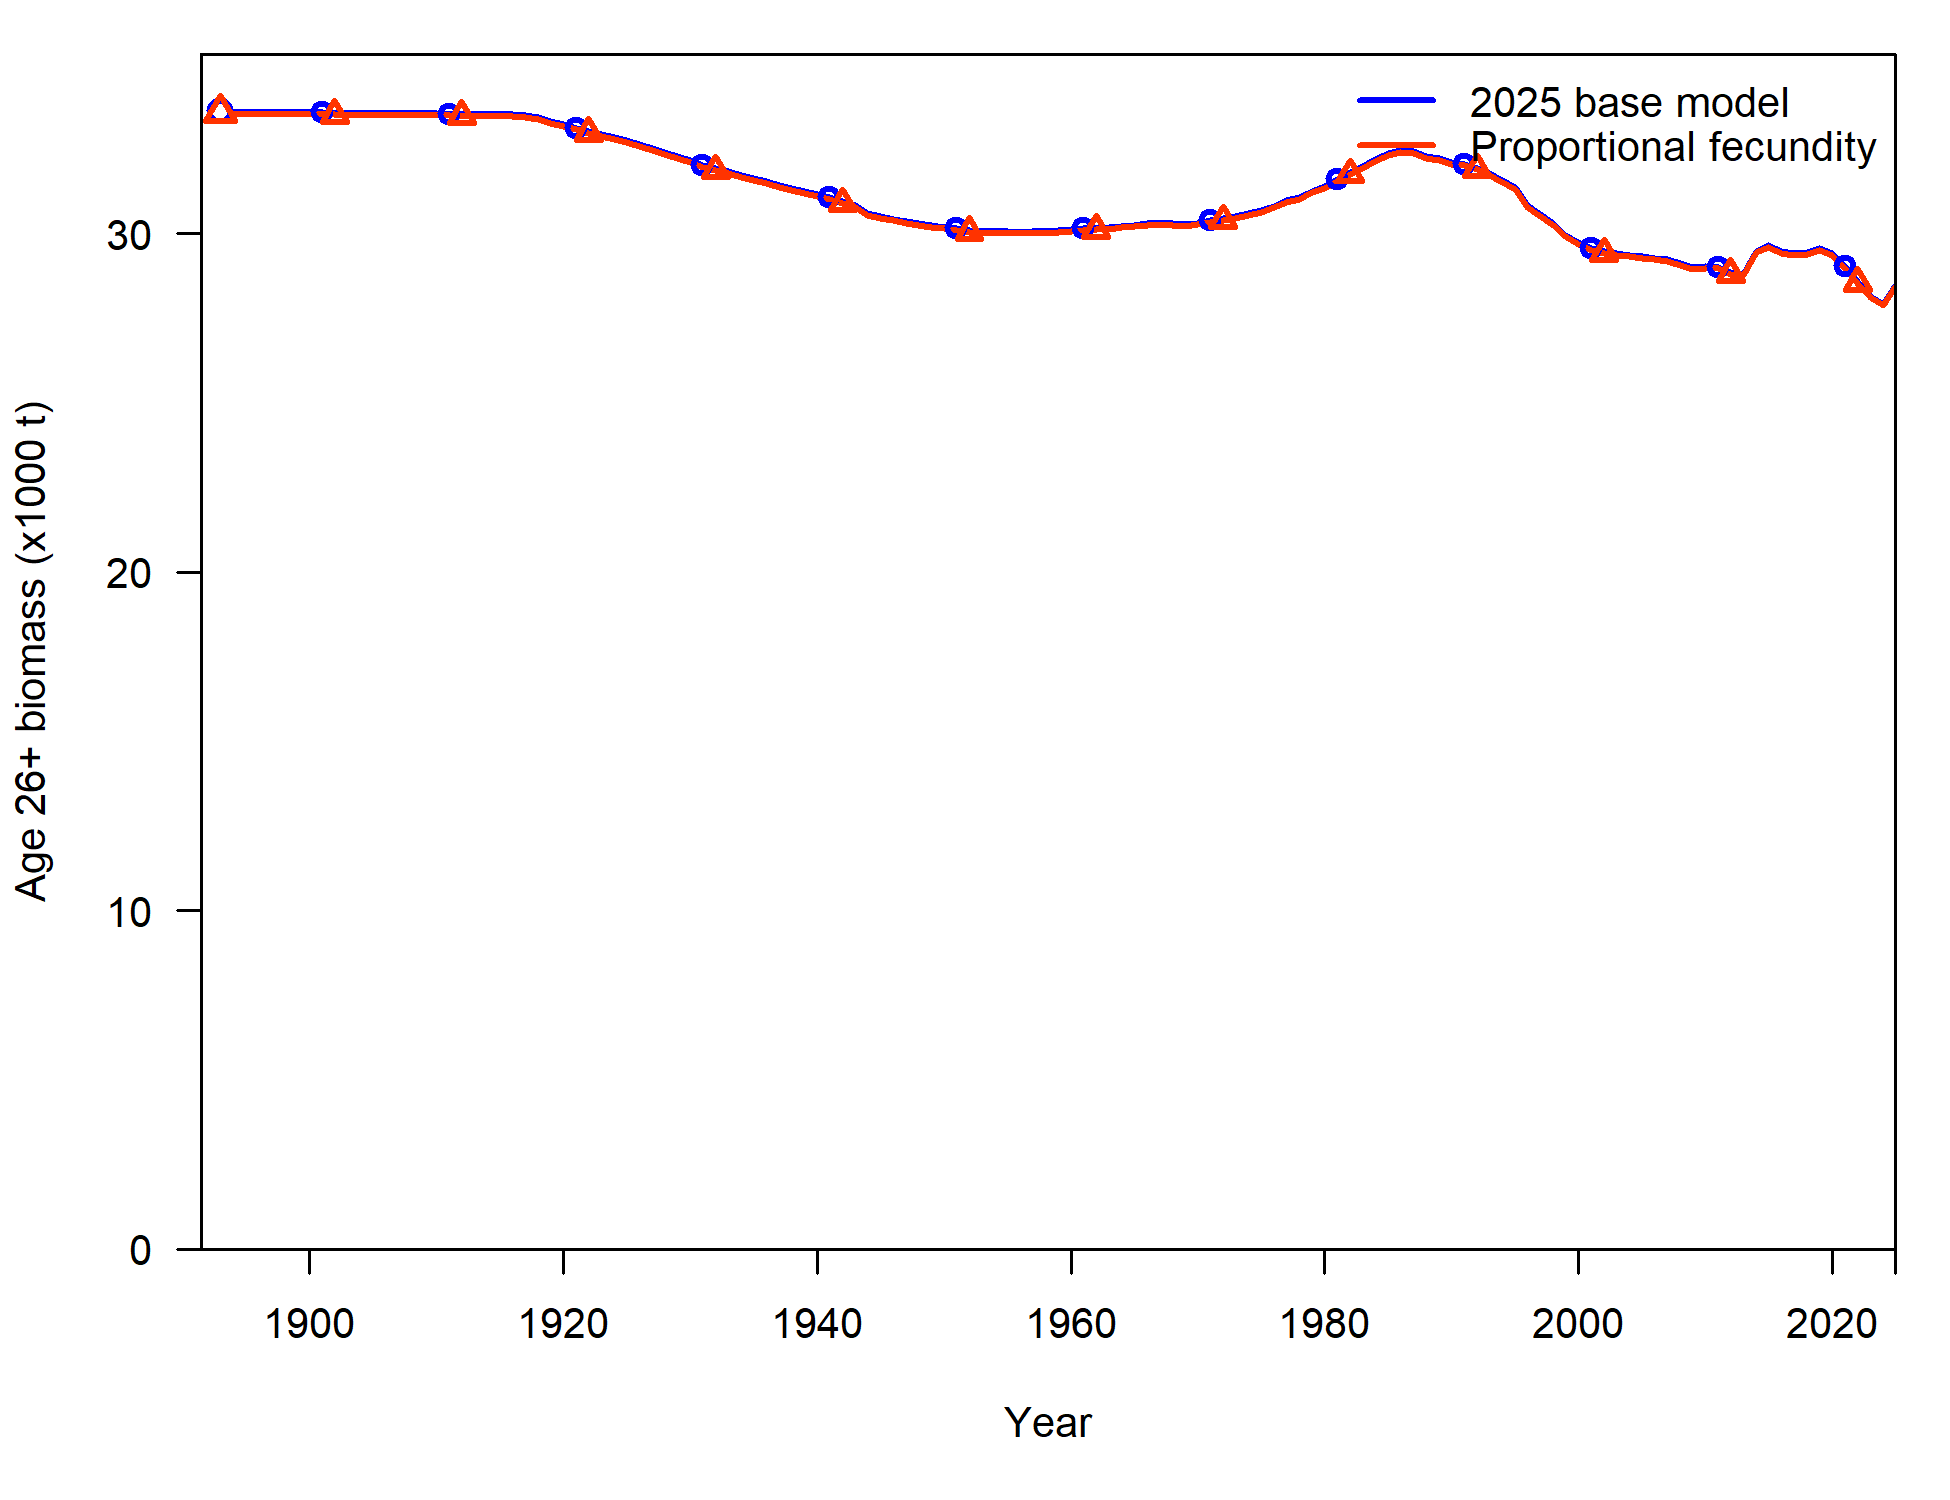 2025 base model
Proportional fecundity
30
20
10
0
Age 26+ biomass (x1000 t)
1900 1920 1940 1960 1980 2000 2020
Year